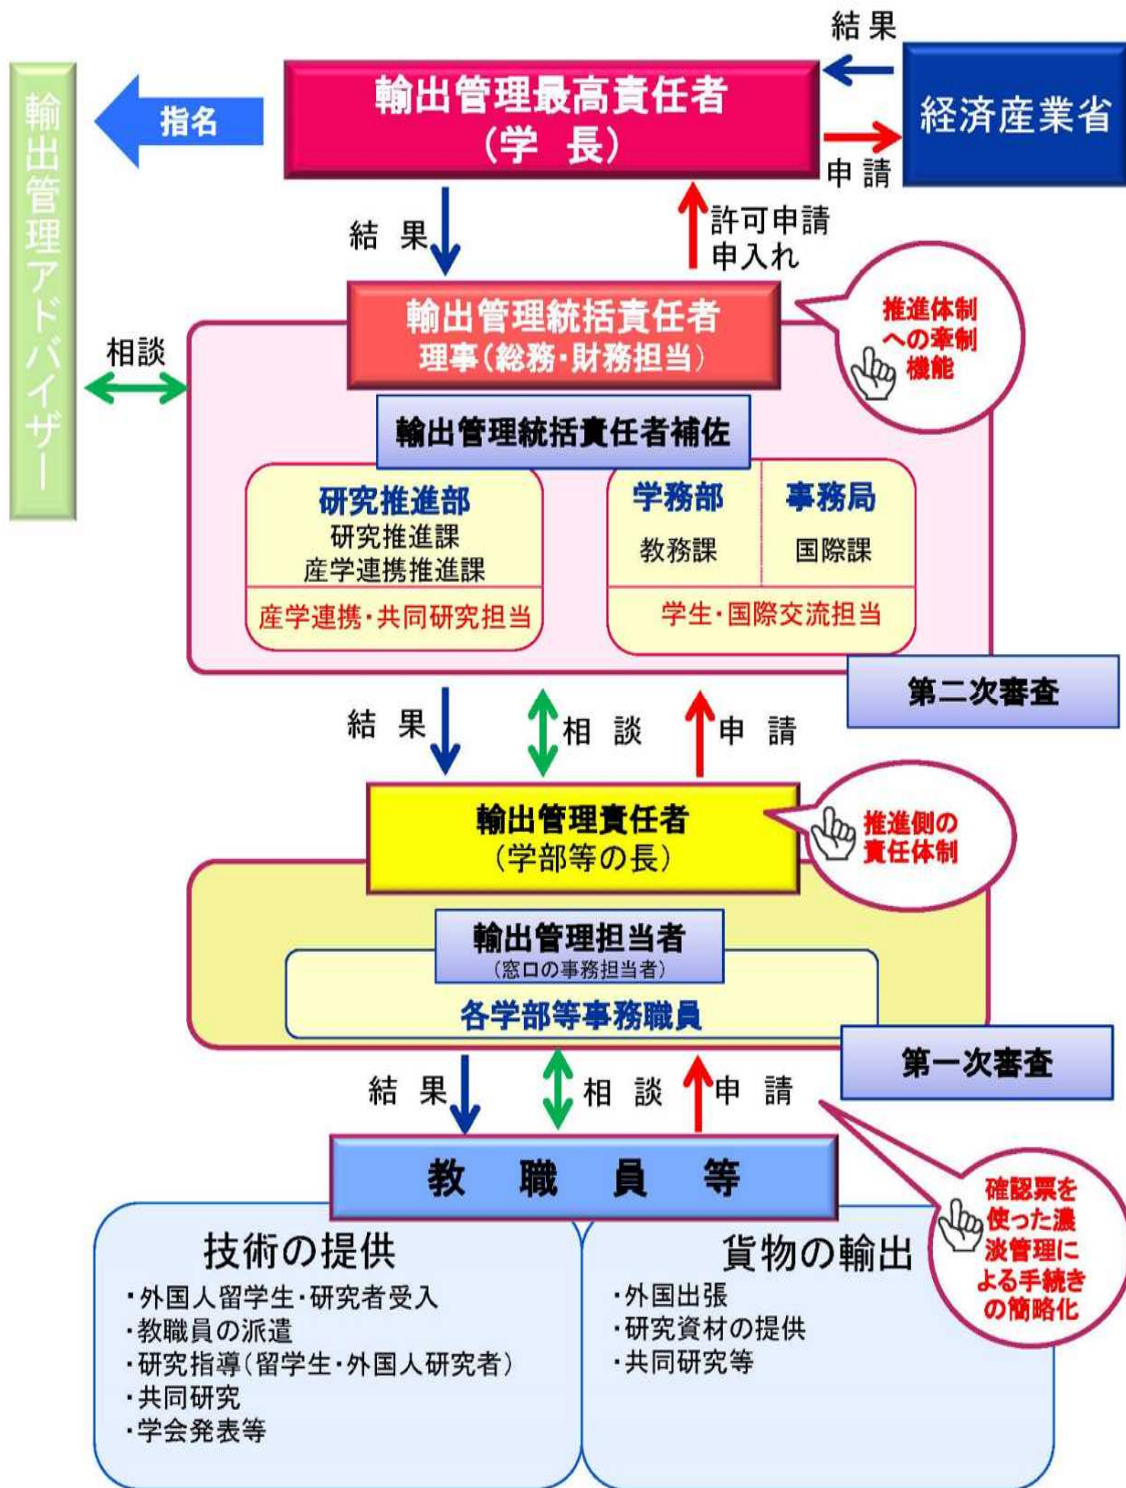 結果
輸出管理最高責任者
(学 長)
経済産業省
指名
申請
輸出管理アドバイザー
結 果
許可申請
申入れ
輸出管理統括責任者
理事(総務・財務担当)
推進体制
への牽制
機能
相談
輸出管理統括責任者補佐
研究推進部
研究推進課
産学連携推進課
産学連携・共同研究担当
学務部
教務課
事務局
国際課
学生・国際交流担当
第二次審査
結 果
相 談
申 請
輸出管理責任者
(学部等の長)
推進側の
責任体制
輸出管理担当者
(窓口の事務担当者)
各学部等事務職員
第一次審査
結 果
相 談
申 請
教 職 員 等
確認票を
使った濃
淡管理に
よる手続き
の簡略化
技術の提供
・外国人留学生・研究者受入
・教職員の派遣
・研究指導(留学生・外国人研究者)
・共同研究
・学会発表等
貨物の輸出
・外国出張
・研究資材の提供
・共同研究等